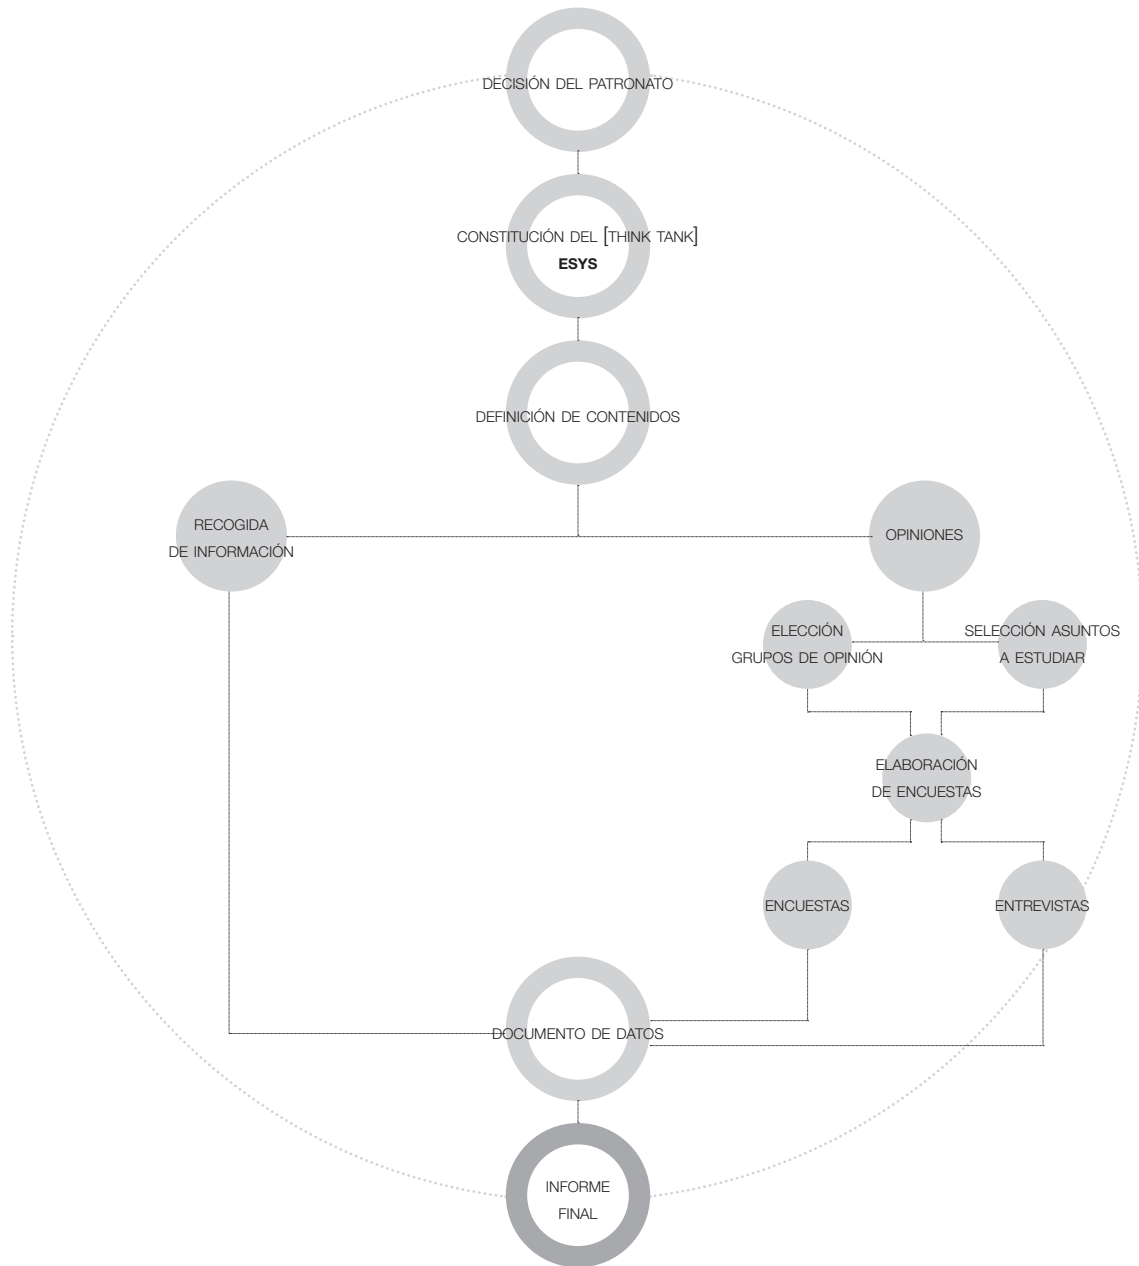 DECISIÓN DEL PATRONATO
CONSTITUCIÓN DEL [THINK TANK]
ESYS
DEFINICIÓN DE CONTENIDOS
RECOGIDA
DE INFORMACIÓN
OPINIONES
ELECCIÓN
GRUPOS DE OPINIÓN
SELECCIÓN ASUNTOS
A ESTUDIAR
ELABORACIÓN
DE ENCUESTAS
ENCUESTAS
ENTREVISTAS
DOCUMENTO DE DATOS
INFORME
FINAL